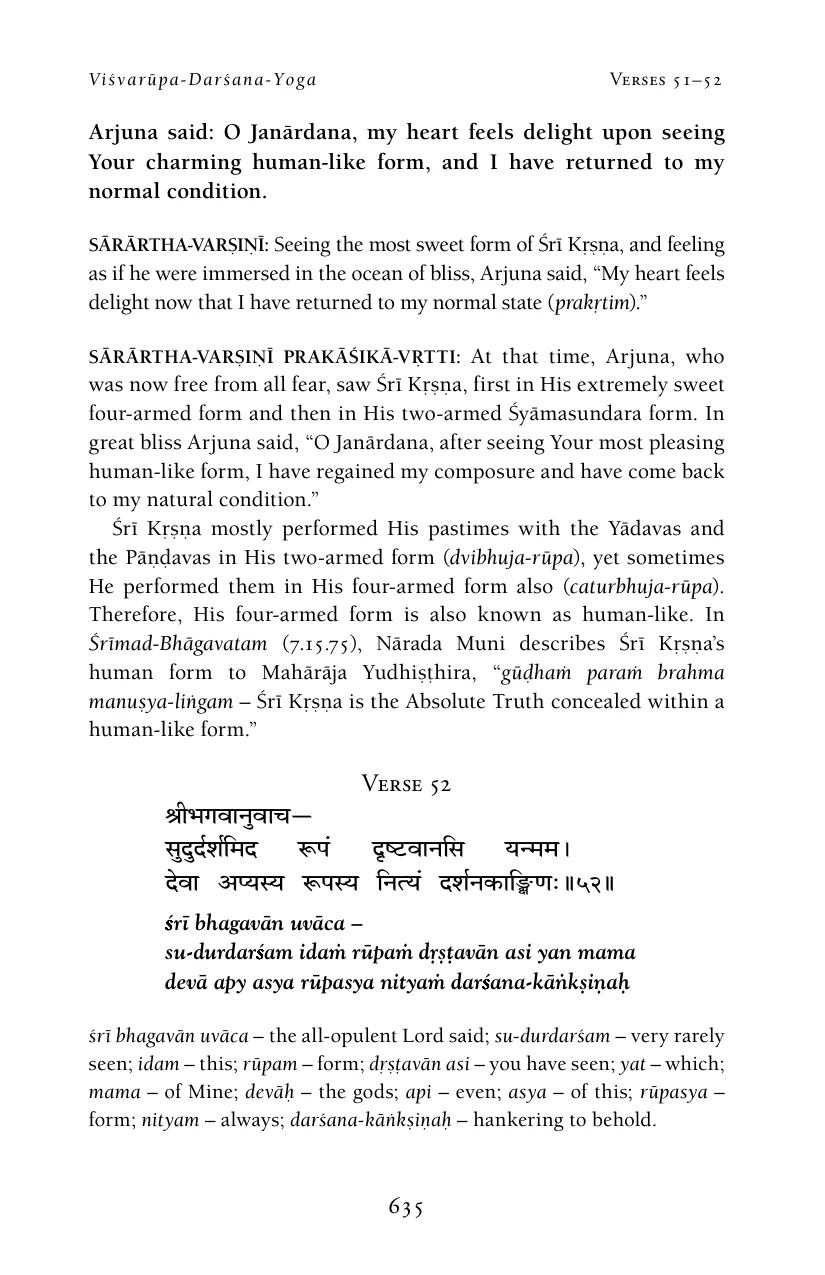 Viśvarūpa-Darśana-Yoga Verses 51–52
Arjuna said: O Janārdana, my heart feels delight upon seeing
Your charming human-like form, and I have returned to my
normal condition.
SĀRĀRTHA-VARṢIṆĪ: Seeing the most sweet form of Śrī Kṛṣṇa, and feeling
as if he were immersed in the ocean of bliss, Arjuna said, “My heart feels
delight now that I have returned to my normal state (prakṛtim).”
SĀRĀRTHA-VARṢIṆĪ PRAKĀŚIKĀ-VṚTTI: At that time, Arjuna, who
was now free from all fear, saw Śrī Kṛṣṇa, first in His extremely sweet
four-armed form and then in His two-armed Śyāmasundara form. In
great bliss Arjuna said, “O Janārdana, after seeing Your most pleasing
human-like form, I have regained my composure and have come back
to my natural condition.”
Śrī Kṛṣṇa mostly performed His pastimes with the Yādavas and
the Pāṇḍavas in His two-armed form (dvibhuja-rūpa), yet sometimes
He performed them in His four-armed form also (caturbhuja-rūpa).
Therefore, His four-armed form is also known as human-like. In
Śrīmad-Bhāgavatam (7.15.75), Nārada Muni describes Śrī Kṛṣṇa’s
human form to Mahārāja Yudhiṣṭhira, “gūḍhaṁ paraṁ brahma
manuṣya-liṅgam – Śrī Kṛṣṇa is the Absolute Truth concealed within a
human-like form.”
Verse 52
श्रीभगवानुवाच—
सुदुर्दर्शमिद रूपं दृष्टवानसि यन्मम।
देवा अप्यस्य रूपस्य नित्यं दर्शनकाङ्क्षिणः॥५२॥
śrī bhagavān uvāca –
su-durdarśam idaṁ rūpaṁ dṛṣṭavān asi yan mama
devā apy asya rūpasya nityaṁ darśana-kāṅkṣiṇaḥ
śrī bhagavān uvāca – the all-opulent Lord said; su-durdarśam – very rarely
seen; idam – this; rūpam – form; dṛṣṭavān asi – you have seen; yat – which;
mama – of Mine; devāḥ – the gods; api – even; asya – of this; rūpasya –
form; nityam – always; darśana-kāṅkṣiṇaḥ – hankering to behold.
635